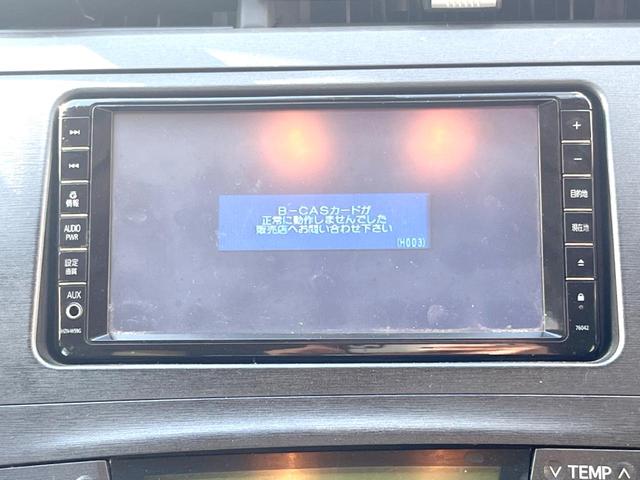 B-CASカードが
正常に動作しませんでした
販売店へお問い合わせ下さい
(H003)
情報
AUDIO
PWR
設定
画質
AUX
+
−
目的地
現在地
76042
∨ TEMP ∧